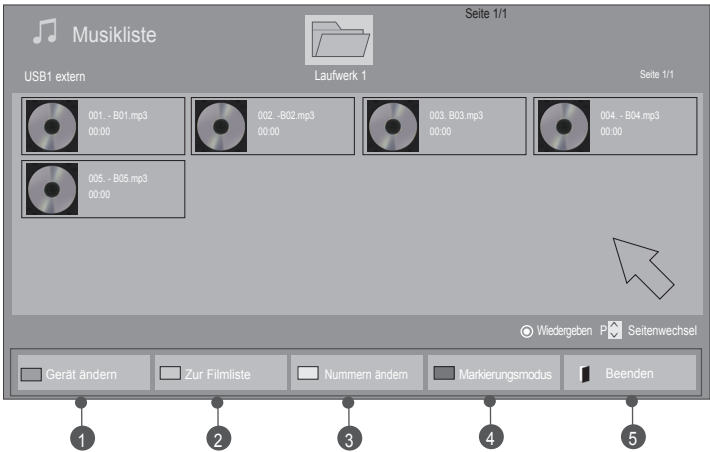 Seite 1/1
Musikliste
USB1 extern
Laufwerk 1
Seite 1/1
001. - B01.mp3
00:00
002. -B02.mp3
00:00
003. B03.mp3
00:00
004. - B04.mp3
00:00
005. - B05.mp3
00:00
Wiedergeben P Seitenwechsel
Gerät ändern
Zur Filmliste
Nummern ändern
Markierungsmodus
Beenden
1
2
3
4
5